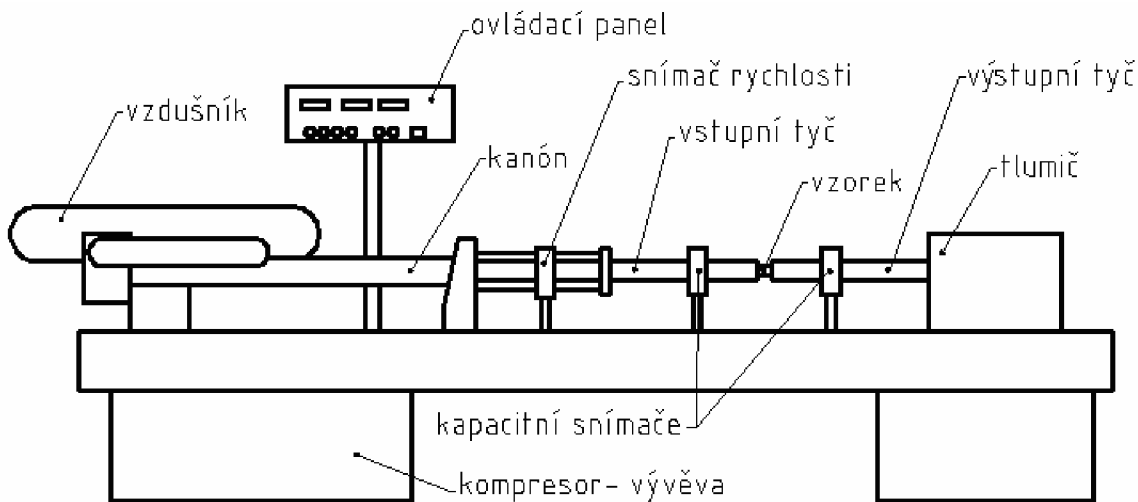 ovládací panel
snímač rychlosti
výstupní tyč
vzdušník
vstupní tyč
kanón
vzorek
tlumič
kapacitní snímače
kompresor- vývěva